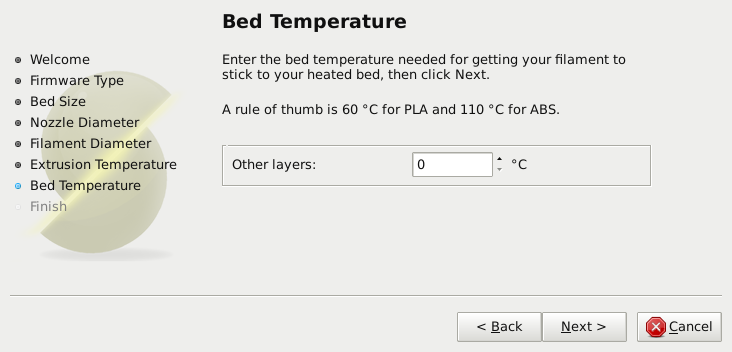 Bed Temperature
Welcome
Firmware Type
Bed Size
Nozzle Diameter
Filament Diameter
Extrusion Temperature
Bed Temperature
Finish
Enter the bed temperature needed for getting your filament to
stick to your heated bed, then click Next.
A rule of thumb is 60 °C for PLA and 110 °C for ABS.
Other layers: 0 °C
< Back Next > Cancel